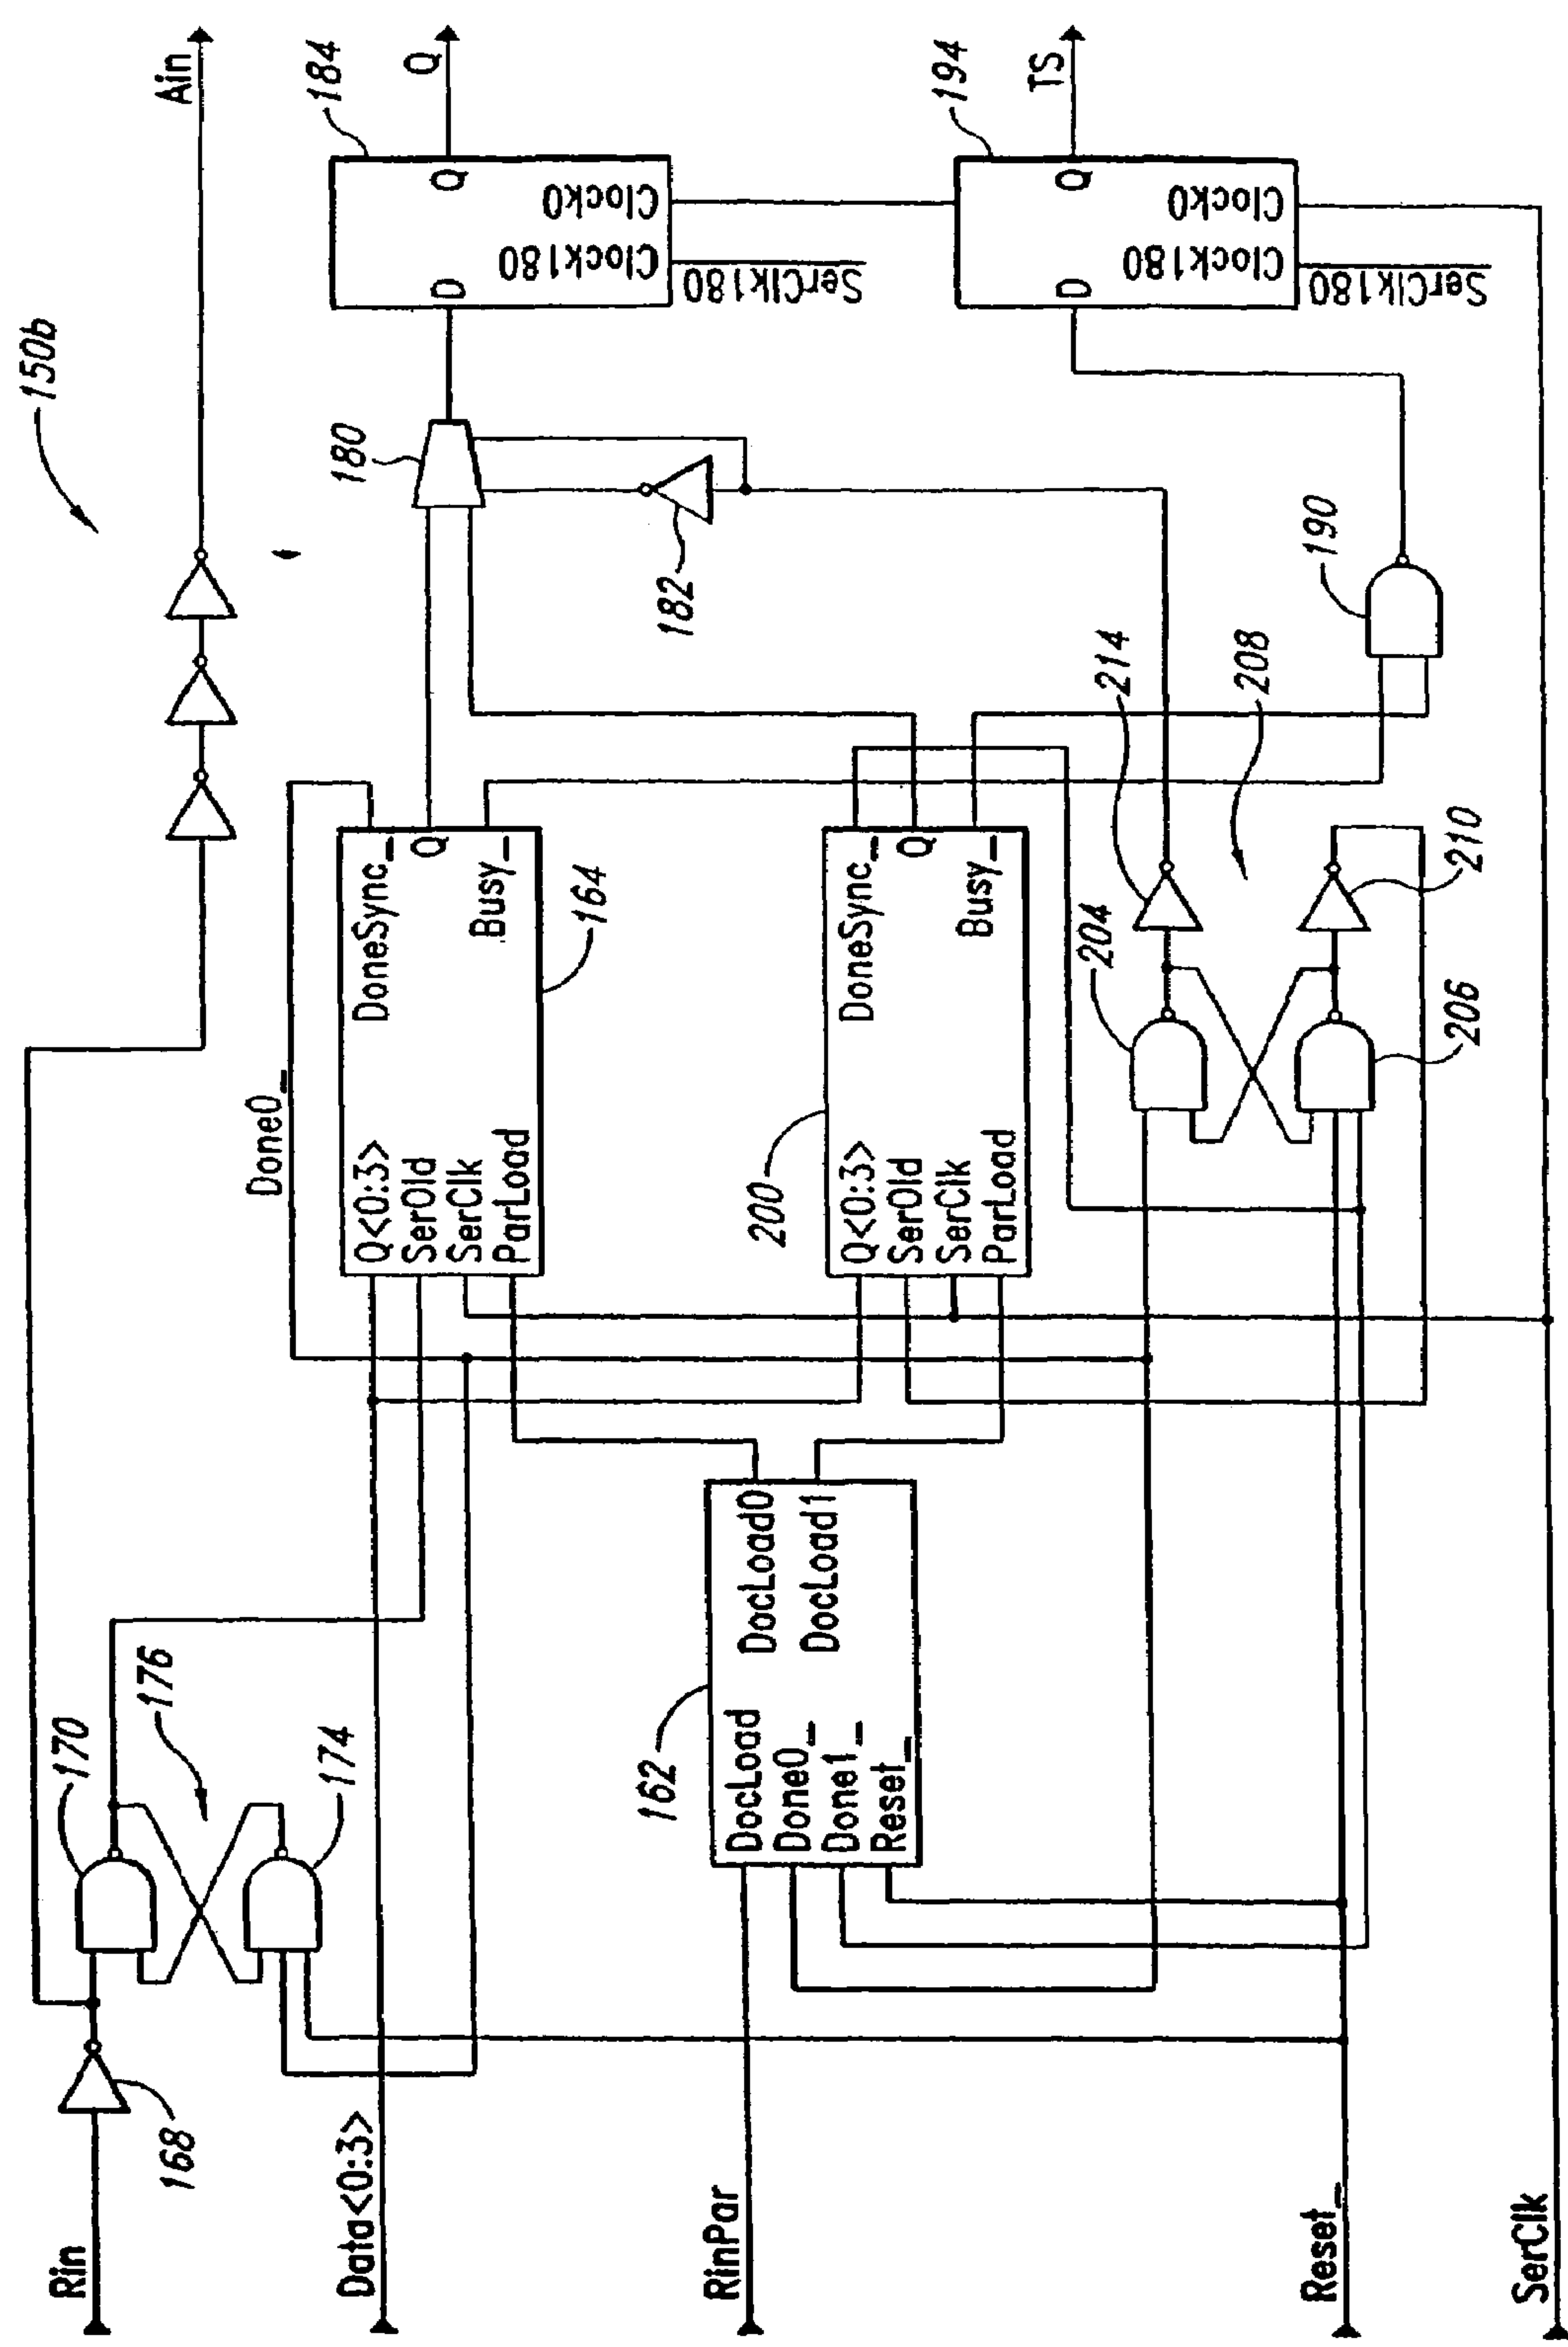 150b
Rin
168
170
176
174
Ain
Data<0:3>
Done0_
Q<0:3>
SerOld
SerClk
ParLoad
DoneSync_
Q
Busy_
164
180
182
D
Q
Clock180
Clock0
184
Q
SerClk180
RinPar
162
DocLoad
Done0_
Done1_
Reset_
DocLoad0
DocLoad1
200
Q<0:3>
SerOld
SerClk
ParLoad
DoneSync_
Q
Busy_
204
214
208
206
210
190
D
Q
Clock180
Clock0
194
TS
SerClk180
Reset_
SerClk